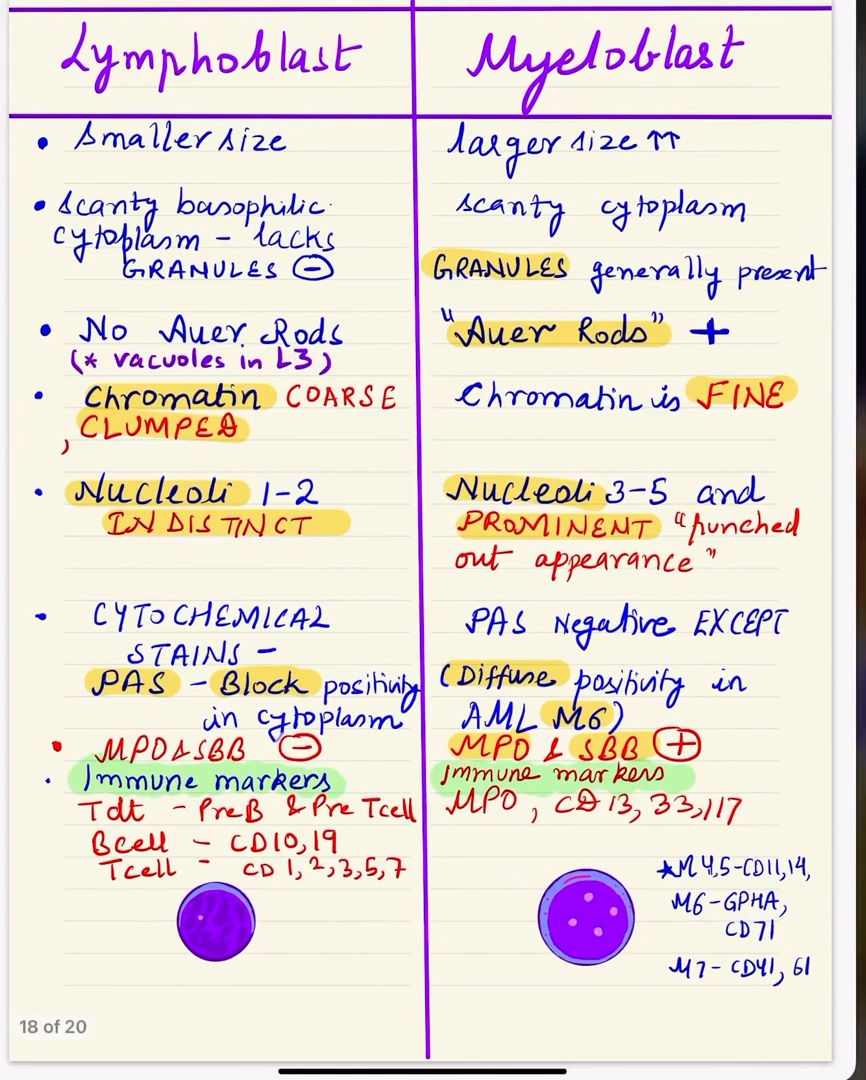 Lymphoblast
• Smaller size
• Scanty basophilic
cytoplasm - lacks
GRANULES ⊖
• No Auer Rods
(* vacuoles in L3)
• Chromatin COARSE
, CLUMPED
• Nucleoli 1-2
INDISTINCT
• CYTOCHEMICAL
STAINS -
PAS - Block positivity
in cytoplasm
• MPO & SBB ⊖
• Immune markers
Tdt - PreB & Pre Tcell
Bcell - CD10,19
Tcell - CD 1,2,3,5,7
Myeloblast
larger size ↑↑
scanty cytoplasm
GRANULES generally present
"Auer Rods" +
Chromatin is FINE
Nucleoli 3-5 and
PROMINENT "punched
out appearance"
PAS Negative EXCEPT
(Diffuse positivity in
AML M6)
MPO & SBB ⊕
Immune markers
MPO, CD 13, 33,117
★M4,5-CD11,14,
M6-GPHA,
CD71
M7- CD41, 61
18 of 20